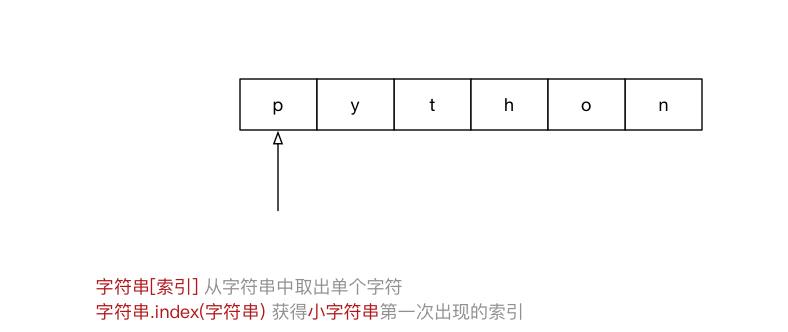 p y t h o n
字符串[索引] 从字符串中取出单个字符
字符串.index(字符串) 获得小字符串第一次出现的索引